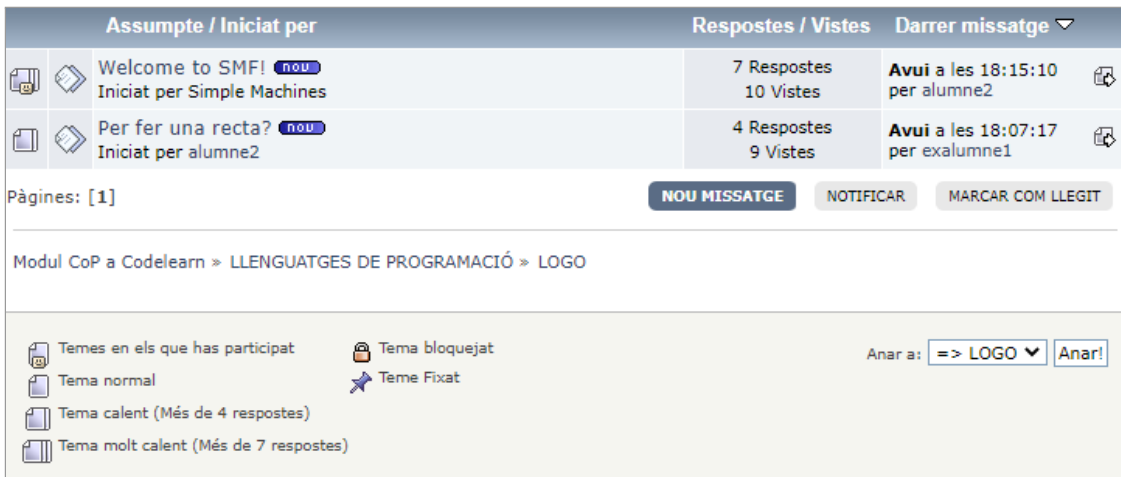 Assumpte / Iniciat per Respostes / Vistes Darrer missatge
Welcome to SMF! nou 7 Respostes Avui a les 18:15:10
Iniciat per Simple Machines 10 Vistes per alumne2
Per fer una recta? nou 4 Respostes Avui a les 18:07:17
Iniciat per alumne2 9 Vistes per exalumne1
Pàgines: [1] NOU MISSATGE NOTIFICAR MARCAR COM LLEGIT
Modul CoP a Codelearn » LLENGUATGES DE PROGRAMACIÓ » LOGO
Temes en els que has participat Tema bloquejat Anar a: => LOGO Anar!
Tema normal Teme Fixat
Tema calent (Més de 4 respostes)
Tema molt calent (Més de 7 respostes)